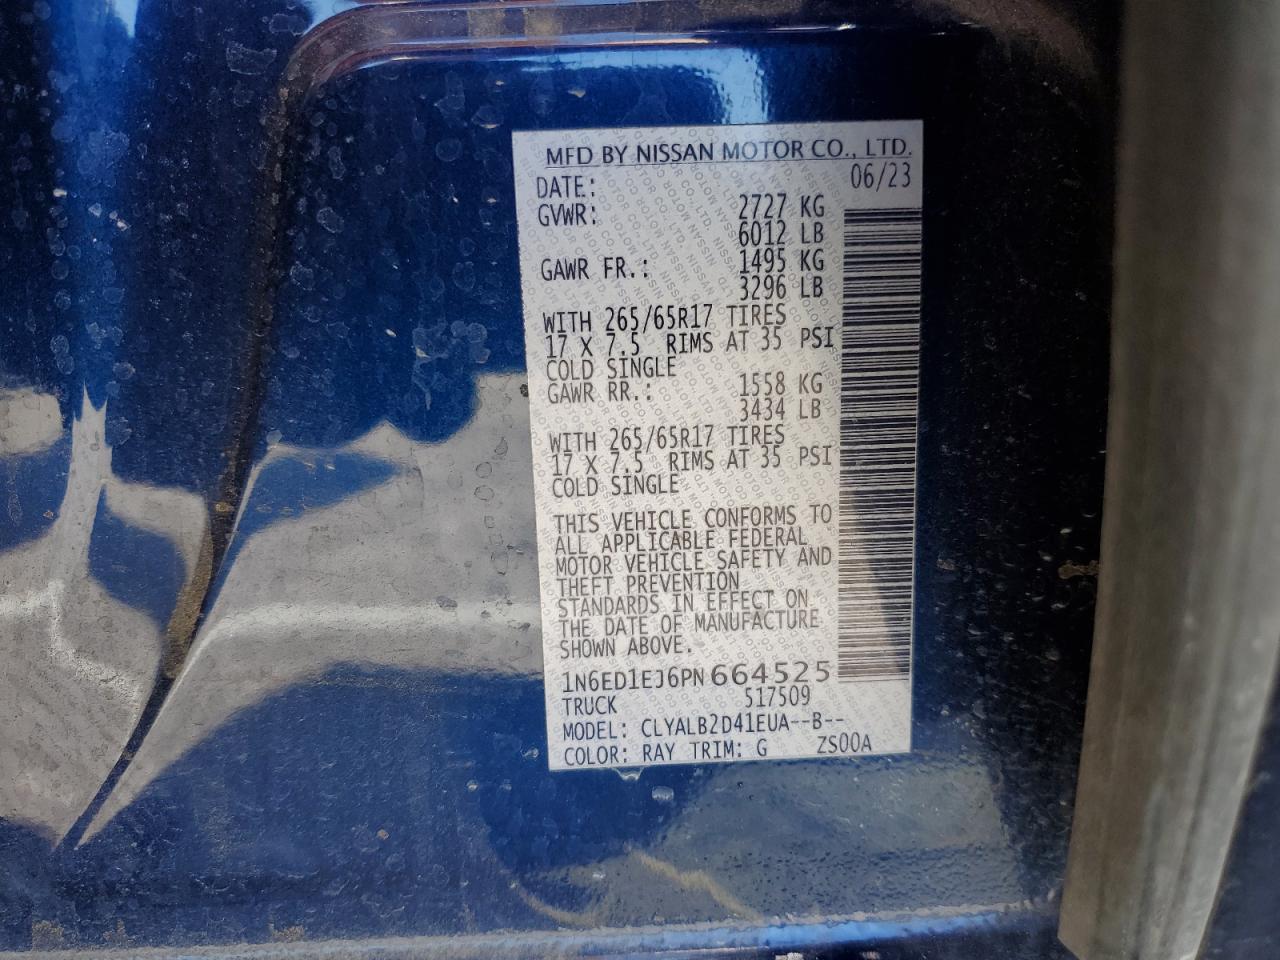 MFD BY NISSAN MOTOR CO., LTD.
DATE: 06/23
GVWR: 2727 KG
6012 LB
GAWR FR.: 1495 KG
3296 LB
WITH 265/65R17 TIRES
17 X 7.5 RIMS AT 35 PSI
COLD SINGLE
GAWR RR.: 1558 KG
3434 LB
WITH 265/65R17 TIRES
17 X 7.5 RIMS AT 35 PSI
COLD SINGLE
THIS VEHICLE CONFORMS TO
ALL APPLICABLE FEDERAL
MOTOR VEHICLE SAFETY AND
THEFT PREVENTION
STANDARDS IN EFFECT ON
THE DATE OF MANUFACTURE
SHOWN ABOVE.
1N6ED1EJ6PN664525
TRUCK 517509
MODEL: CLYALB2D41EUA--B--
COLOR: RAY TRIM: G ZS00A